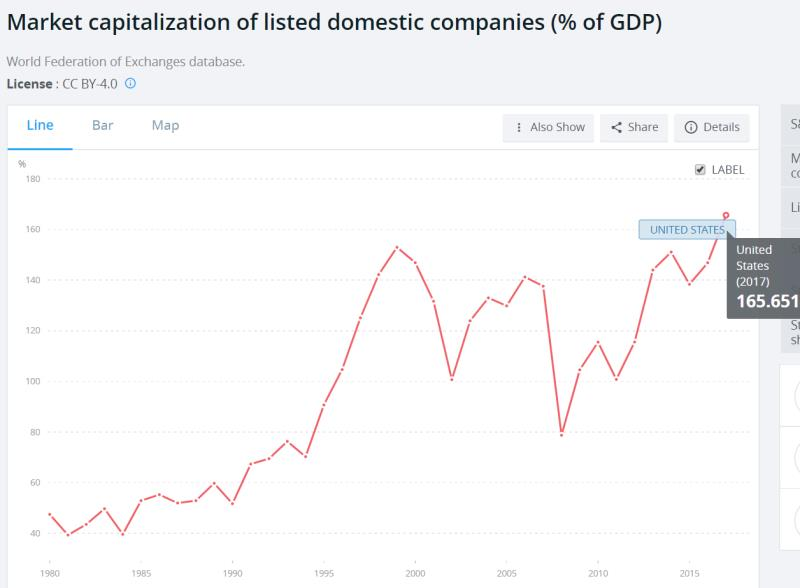 Market capitalization of listed domestic companies (% of GDP)
World Federation of Exchanges database.
License : CC BY-4.0
Line Bar Map
Also Show Share Details
%
LABEL
180
160
140
120
100
80
60
40
UNITED STATES
United
States
(2017)
165.651
1980 1985 1990 1995 2000 2005 2010 2015